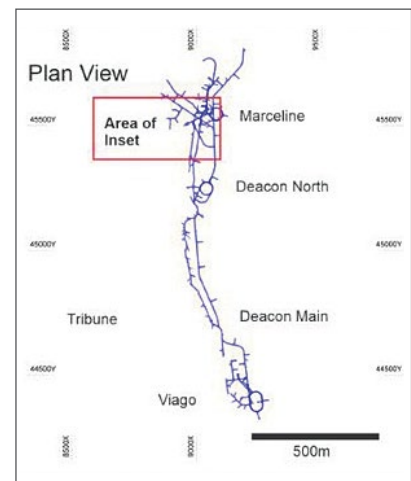 8500X
9000X
9500X
Plan View
45500Y
Area of
Inset
Marceline
45500Y
Deacon North
45000Y
45000Y
Tribune
Deacon Main
44500Y
44500Y
Viago
8500X
9000X
500m